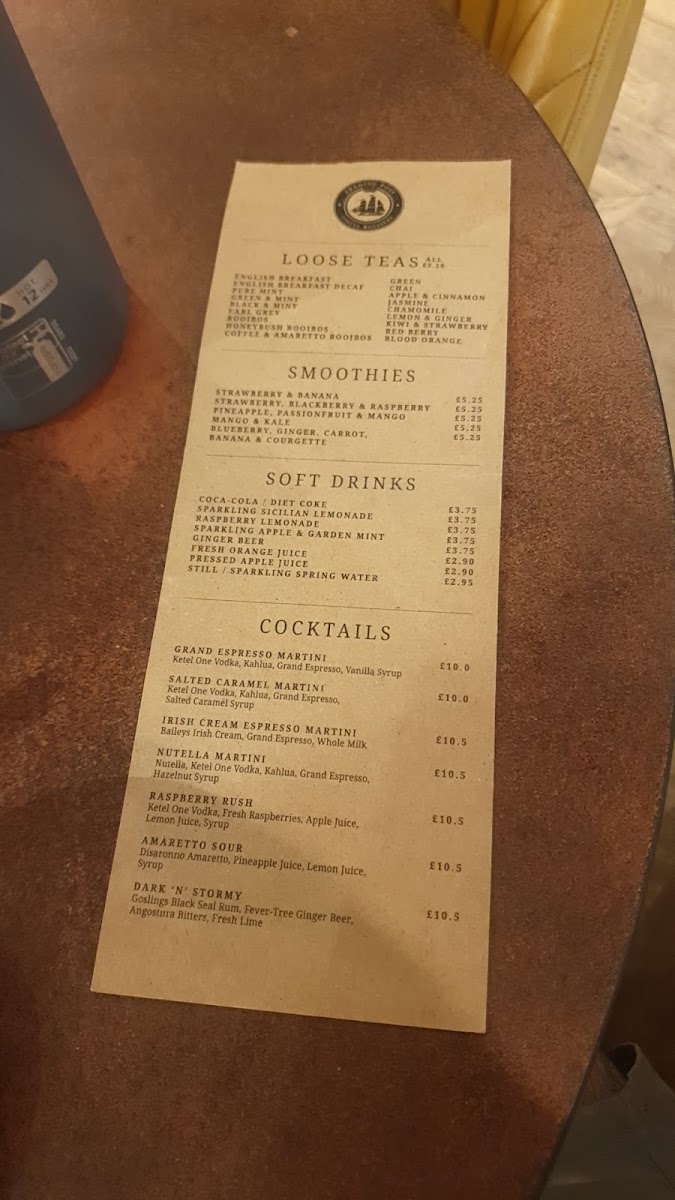 TRADING POST
COFFEE ROASTERS
LOOSE TEAS ALL
ENGLISH BREAKFAST
ENGLISH BREAKFAST DECAF
PURE MINT
GREEN & MINT
BLACK & MINT
EARL GREY
ROOIBOS
HONEYBUSH ROOIBOS
COFFEE & AMARETTO ROOIBOS
GREEN
CHAI
APPLE & CINNAMON
JASMINE
CHAMOMILE
LEMON & GINGER
KIWI & STRAWBERRY
RED BERRY
BLOOD ORANGE
SMOOTHIES
STRAWBERRY & BANANA £5.25
STRAWBERRY, BLACKBERRY & RASPBERRY £5.25
PINEAPPLE, PASSIONFRUIT & MANGO £5.25
MANGO & KALE £5.25
BLUEBERRY, GINGER, CARROT, £5.25
BANANA & COURGETTE
SOFT DRINKS
COCA-COLA / DIET COKE £3.75
SPARKLING SICILIAN LEMONADE £3.75
RASPBERRY LEMONADE £3.75
SPARKLING APPLE & GARDEN MINT £3.75
GINGER BEER £3.75
FRESH ORANGE JUICE £2.90
PRESSED APPLE JUICE £2.90
STILL / SPARKLING SPRING WATER £2.95
COCKTAILS
GRAND ESPRESSO MARTINI £10.0
Ketel One Vodka, Kahlua, Grand Espresso, Vanilla Syrup
SALTED CARAMEL MARTINI £10.0
Ketel One Vodka, Kahlua, Grand Espresso,
Salted Caramel Syrup
IRISH CREAM ESPRESSO MARTINI £10.5
Baileys Irish Cream, Grand Espresso, Whole Milk
NUTELLA MARTINI £10.5
Nutella, Ketel One Vodka, Kahlua, Grand Espresso,
Hazelnut Syrup
RASPBERRY RUSH £10.5
Ketel One Vodka, Fresh Raspberries, Apple Juice,
Lemon Juice, Syrup
AMARETTO SOUR £10.5
Disaronno Amaretto, Pineapple Juice, Lemon Juice,
Syrup
DARK 'N' STORMY £10.5
Goslings Black Seal Rum, Fever-Tree Ginger Beer,
Angostura Bitters, Fresh Lime
HOT
12